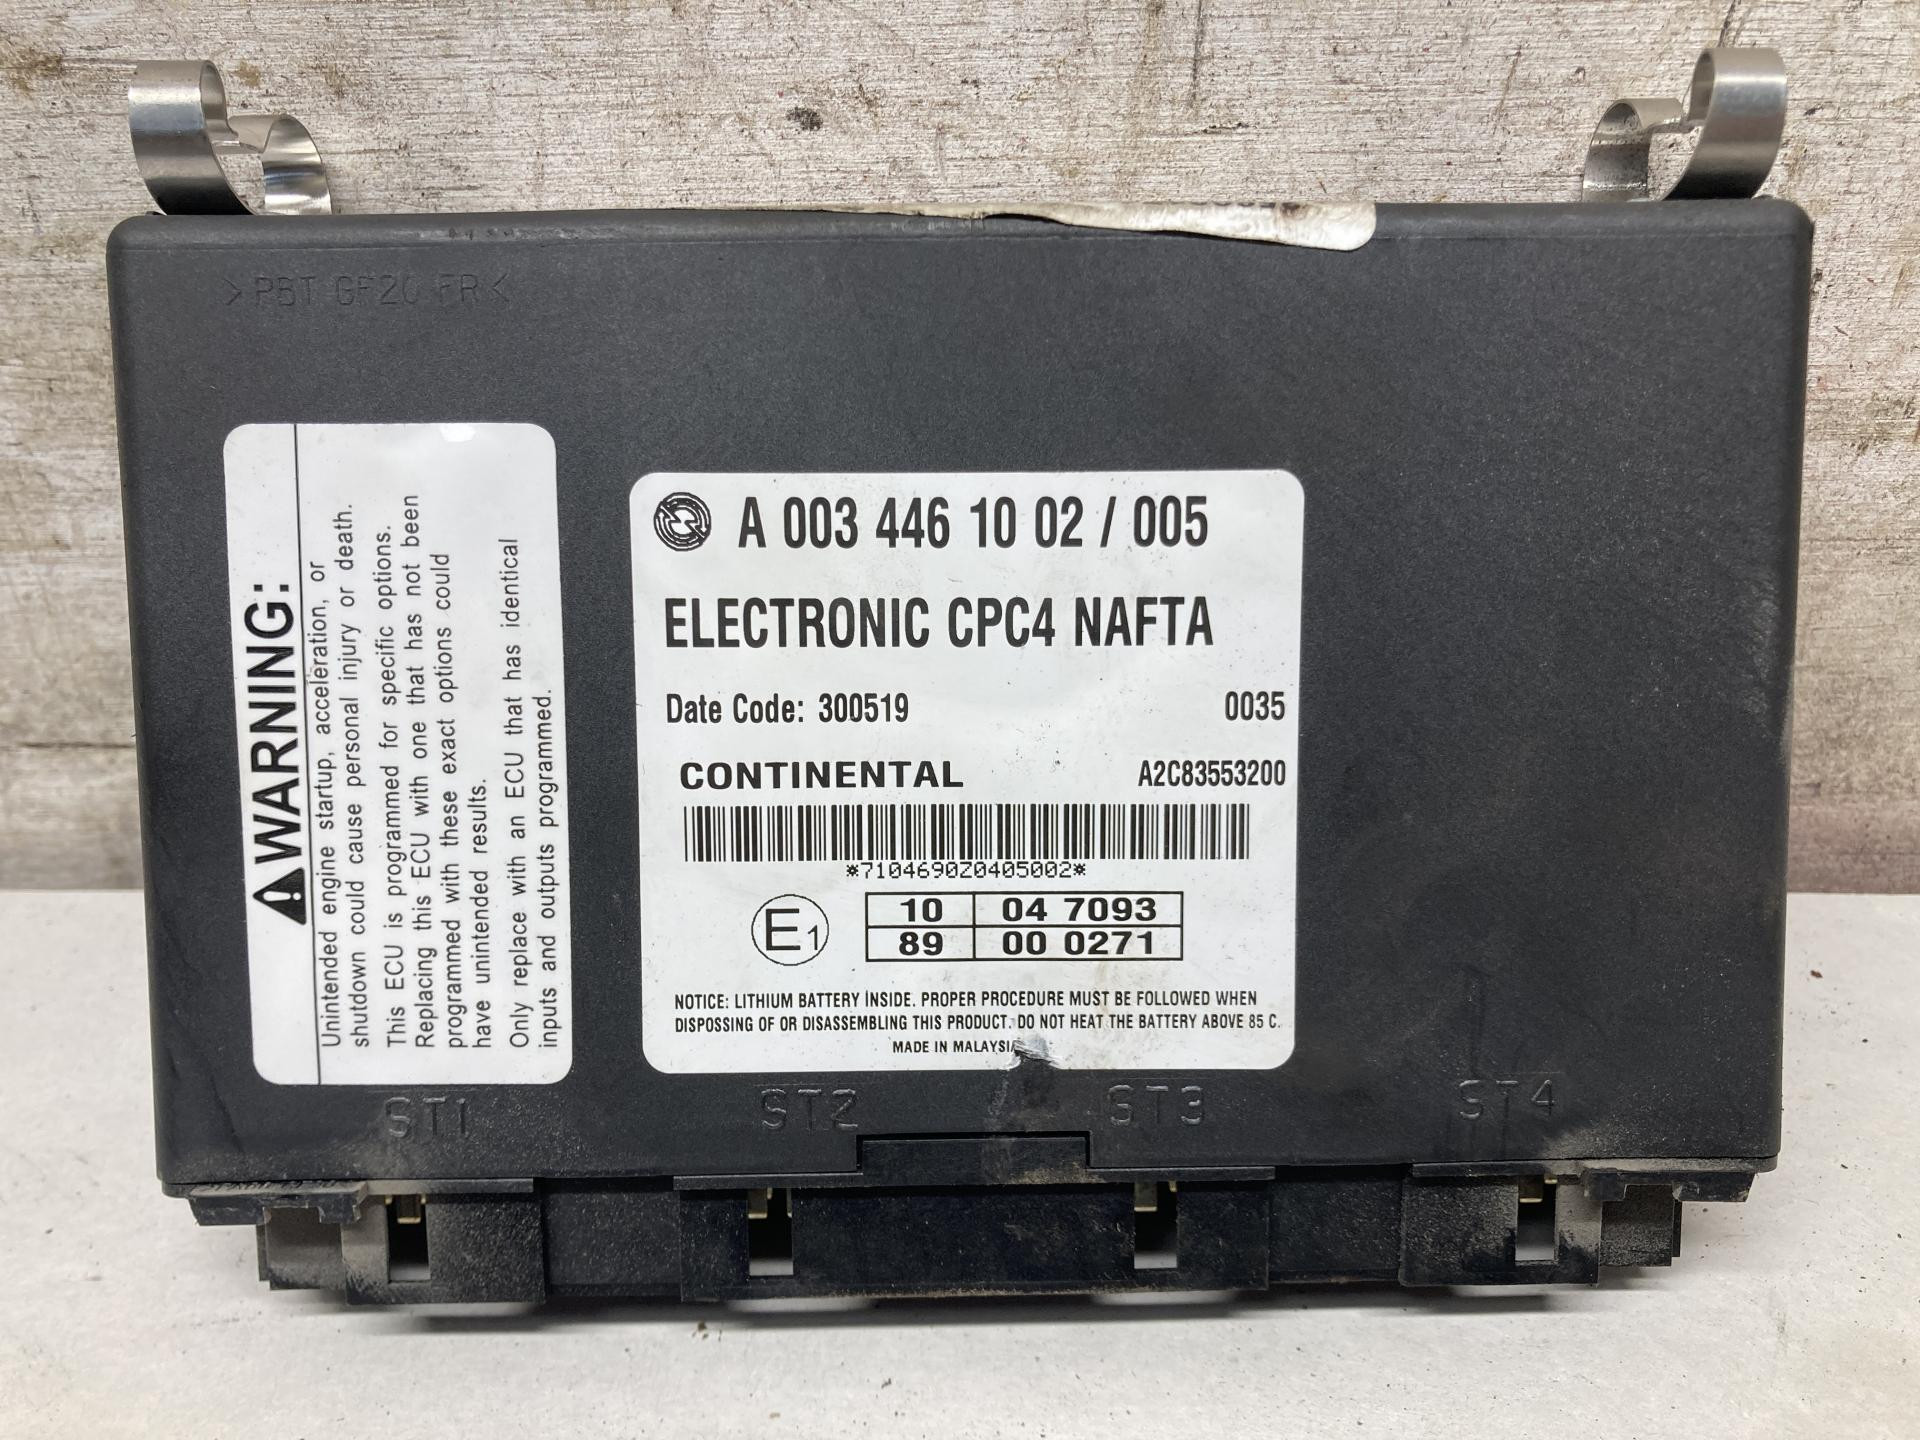 >PBT GF20 FR<
WARNING:
Unintended engine startup, acceleration, or
shutdown could cause personal injury or death.
This ECU is programmed for specific options.
Replacing this ECU with one that has not been
programmed with these exact options could
have unintended results.
Only replace with an ECU that has identical
inputs and outputs programmed.
A 003 446 10 02 / 005
ELECTRONIC CPC4 NAFTA
Date Code: 300519 0035
CONTINENTAL A2C83553200
*7104690Z0405002*
E1
10 04 7093
89 00 0271
NOTICE: LITHIUM BATTERY INSIDE. PROPER PROCEDURE MUST BE FOLLOWED WHEN
DISPOSSING OF OR DISASSEMBLING THIS PRODUCT. DO NOT HEAT THE BATTERY ABOVE 85 C.
MADE IN MALAYSIA
ST1 ST2 ST3 ST4